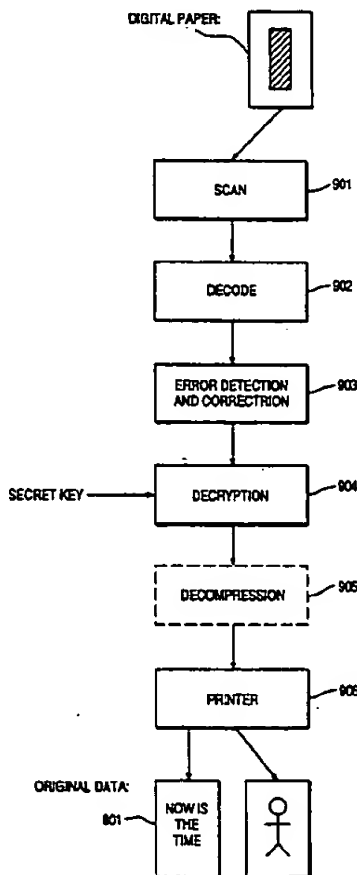 DIGITAL PAPER:
SCAN
901
DECODE
902
ERROR DETECTION
AND CORRECTRION
903
SECRET KEY
DECRYPTION
904
DECOMPRESSION
905
PRINTER
906
ORIGINAL DATA:
801
NOW IS
THE
TIME